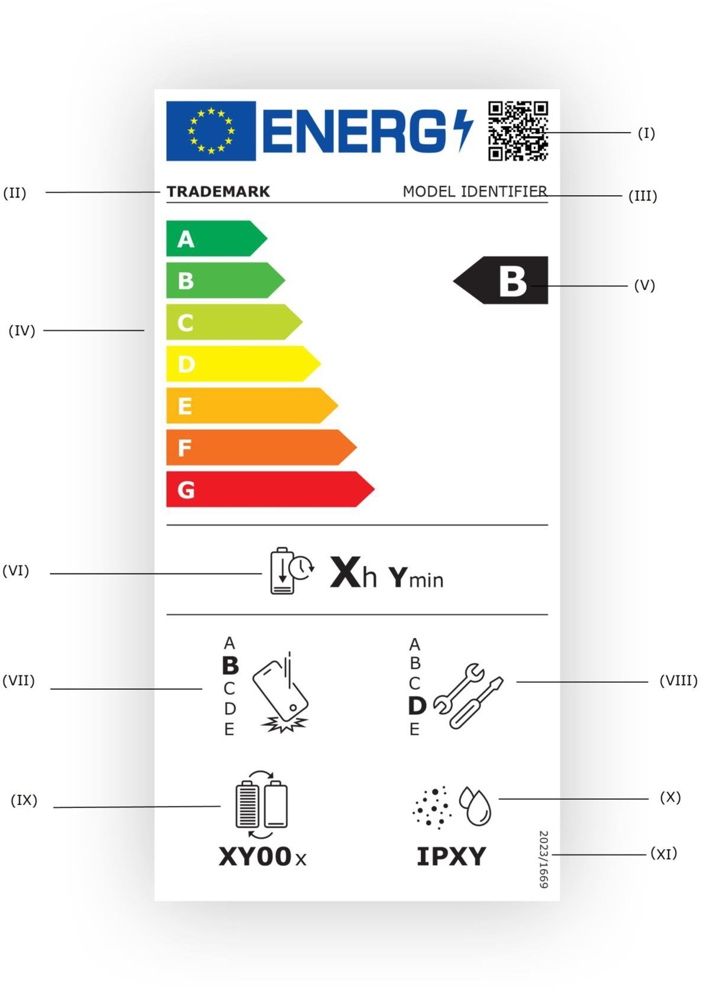 ENERG
(I)
(II)
TRADEMARK
MODEL IDENTIFIER
(III)
A
B
C
D
E
F
G
B
(V)
(IV)
(VI)
Xh Ymin
(VII)
A
B
C
D
E
A
B
C
D
E
(VIII)
(IX)
XY00x
(X)
IPXY
2023/1669
(XI)